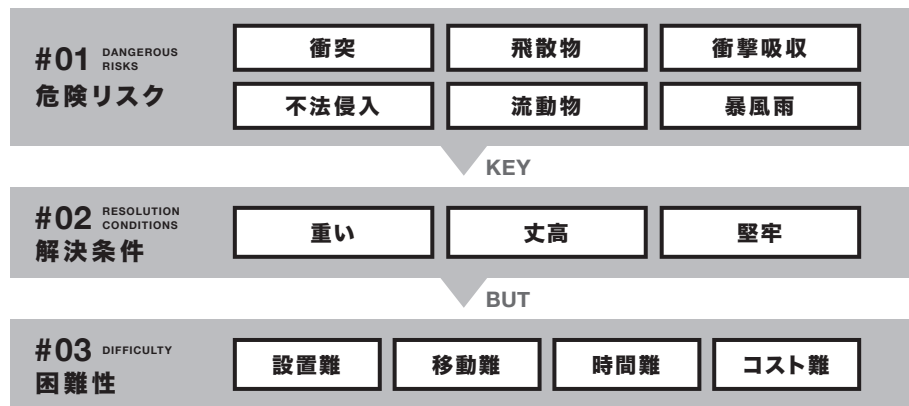 #01 DANGEROUS RISKS
危険リスク
衝突 飛散物 衝撃吸収
不法侵入 流動物 暴風雨
KEY
#02 RESOLUTION CONDITIONS
解決条件
重い 丈高 堅牢
BUT
#03 DIFFICULTY
困難性
設置難 移動難 時間難 コスト難